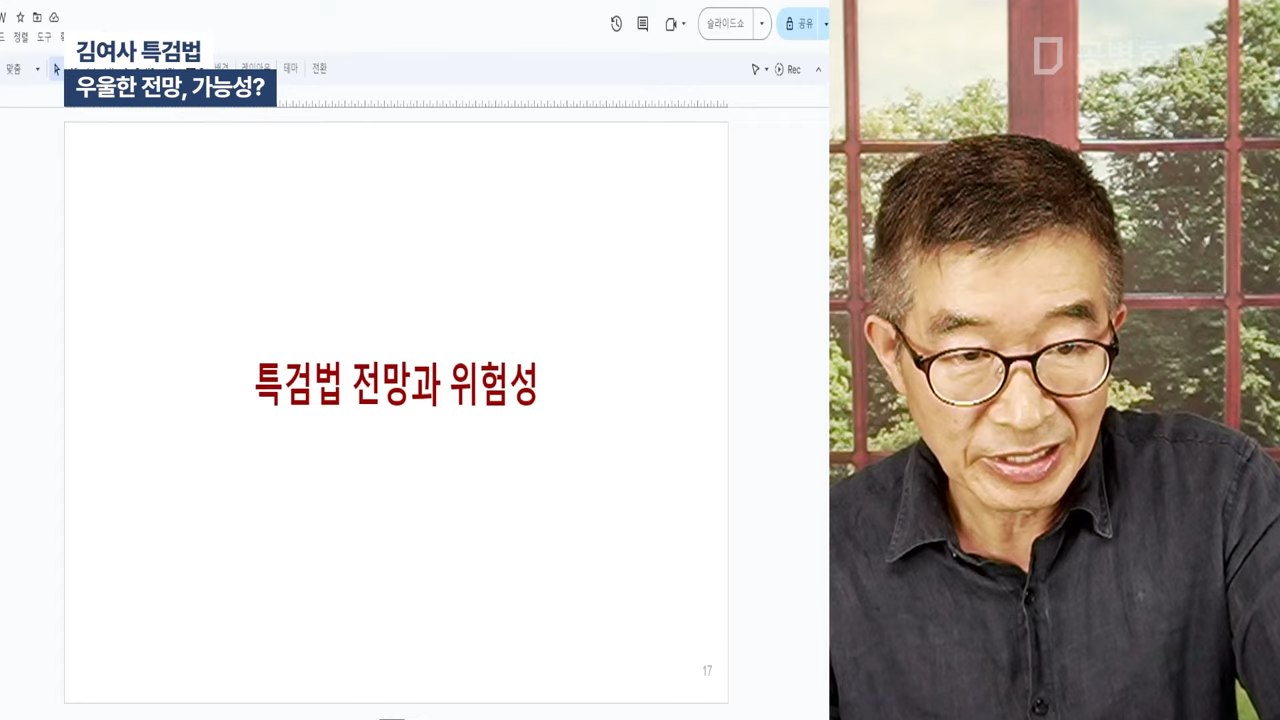 정렬 도구
슬라이드쇼
공유
김여사 특검법
맞춤
테마
전환
Rec
우울한 전망, 가능성?
특검법 전망과 위험성
17